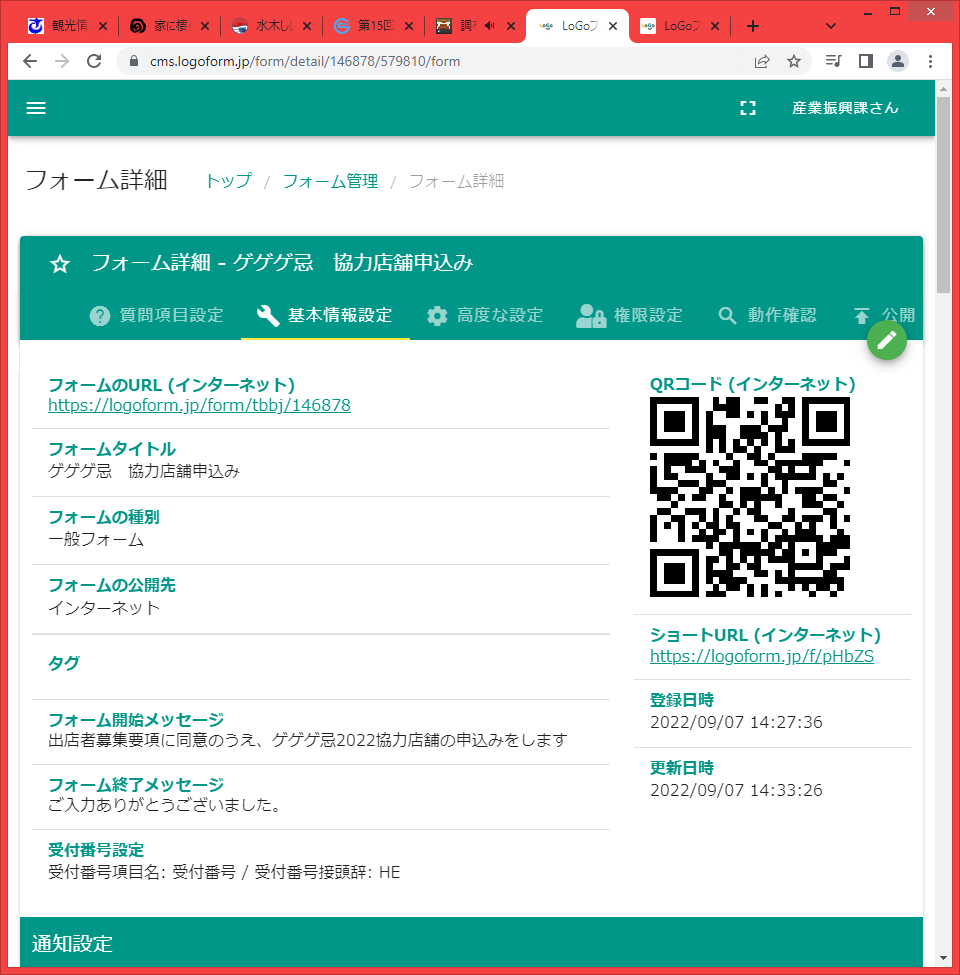 観光情
家に棲
水木し
第15回
調布
LoGoフ
LoGoフ
cms.logoform.jp/form/detail/146878/579810/form
産業振興課さん
フォーム詳細
トップ / フォーム管理 / フォーム詳細
フォーム詳細 - ゲゲゲ忌　協力店舗申込み
質問項目設定
基本情報設定
高度な設定
権限設定
動作確認
公開
フォームのURL (インターネット)
https://logoform.jp/form/tbbj/146878
フォームタイトル
ゲゲゲ忌　協力店舗申込み
フォームの種別
一般フォーム
フォームの公開先
インターネット
タグ
フォーム開始メッセージ
出店者募集要項に同意のうえ、ゲゲゲ忌2022協力店舗の申込みをします
フォーム終了メッセージ
ご入力ありがとうございました。
受付番号設定
受付番号項目名: 受付番号 / 受付番号接頭辞: HE
QRコード (インターネット)
ショートURL (インターネット)
https://logoform.jp/f/pHbZS
登録日時
2022/09/07 14:27:36
更新日時
2022/09/07 14:33:26
通知設定